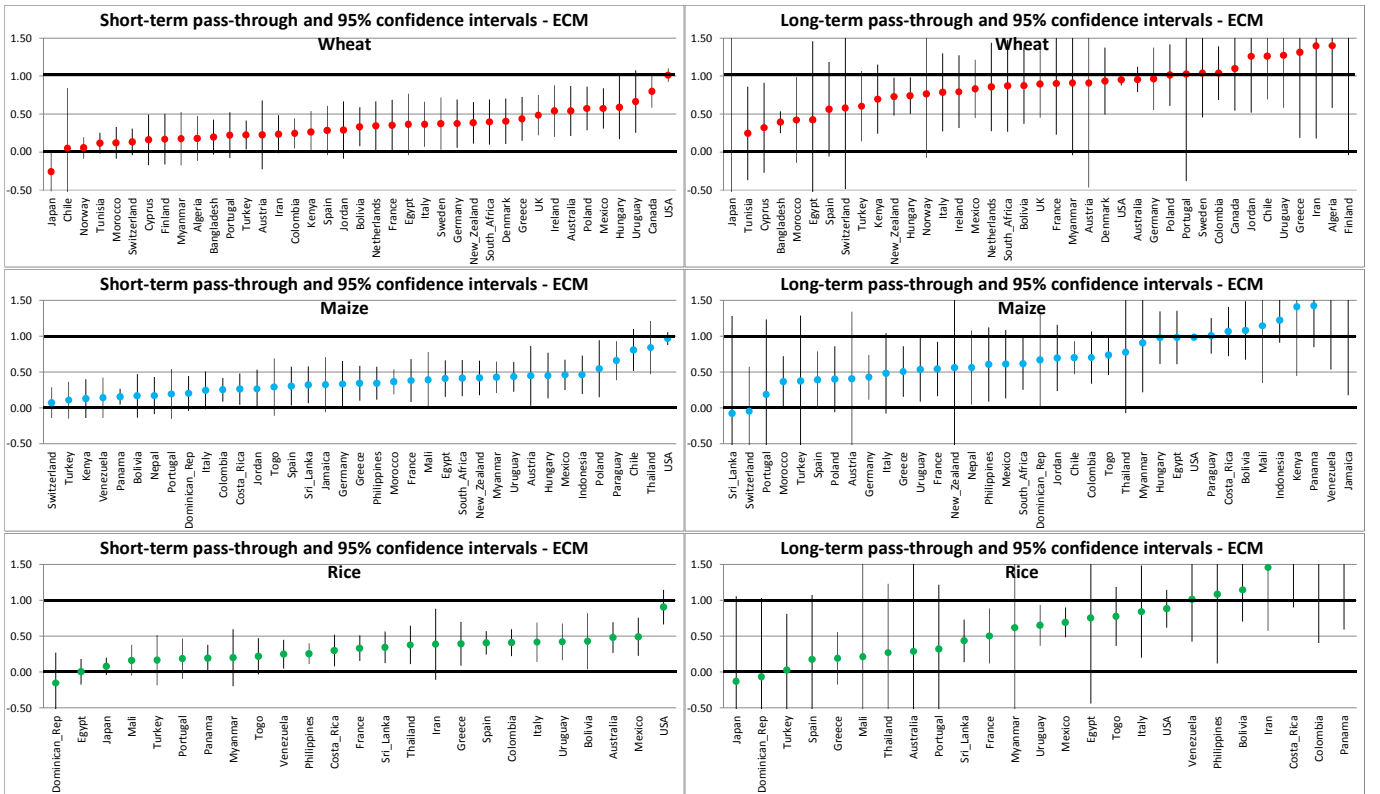 Short-term pass-through and 95% confidence intervals - ECM
Wheat
1.50
1.00
0.50
0.00
-0.50
Japan
Chile
Norway
Tunisia
Morocco
Switzerland
Cyprus
Finland
Myanmar
Algeria
Bangladesh
Portugal
Turkey
Austria
Iran
Colombia
Kenya
Spain
Jordan
Bolivia
Netherlands
France
Egypt
Italy
Sweden
Germany
New_Zealand
South_Africa
Denmark
Greece
UK
Ireland
Australia
Poland
Mexico
Hungary
Uruguay
Canada
USA
Long-term pass-through and 95% confidence intervals - ECM
Wheat
1.50
1.00
0.50
0.00
-0.50
Japan
Tunisia
Cyprus
Bangladesh
Morocco
Egypt
Spain
Switzerland
Turkey
Kenya
New_Zealand
Hungary
Norway
Italy
Ireland
Mexico
Netherlands
South_Africa
Bolivia
UK
France
Myanmar
Austria
Denmark
USA
Australia
Germany
Poland
Portugal
Sweden
Colombia
Canada
Jordan
Chile
Uruguay
Greece
Iran
Algeria
Finland
Short-term pass-through and 95% confidence intervals - ECM
Maize
1.50
1.00
0.50
0.00
-0.50
Switzerland
Turkey
Kenya
Venezuela
Panama
Bolivia
Nepal
Portugal
Dominican_Rep
Italy
Colombia
Costa_Rica
Jordan
Togo
Spain
Sri_Lanka
Jamaica
Germany
Greece
Philippines
Morocco
France
Mali
Egypt
South_Africa
New_Zealand
Myanmar
Uruguay
Austria
Hungary
Mexico
Indonesia
Poland
Paraguay
Chile
Thailand
USA
Long-term pass-through and 95% confidence intervals - ECM
Maize
1.50
1.00
0.50
0.00
-0.50
Sri_Lanka
Switzerland
Portugal
Morocco
Turkey
Spain
Poland
Austria
Germany
Greece
Uruguay
France
New_Zealand
Nepal
Philippines
Mexico
South_Africa
Dominican_Rep
Jordan
Chile
Colombia
Togo
Thailand
Myanmar
Hungary
Egypt
USA
Paraguay
Costa_Rica
Bolivia
Mali
Indonesia
Kenya
Panama
Venezuela
Jamaica
Short-term pass-through and 95% confidence intervals - ECM
Rice
1.50
1.00
0.50
0.00
-0.50
Dominican_Rep
Egypt
Japan
Mali
Turkey
Portugal
Panama
Myanmar
Togo
Venezuela
Philippines
Costa_Rica
France
Sri_Lanka
Thailand
Iran
Greece
Spain
Colombia
Italy
Uruguay
Bolivia
Australia
Mexico
USA
Long-term pass-through and 95% confidence intervals - ECM
Rice
1.50
1.00
0.50
0.00
-0.50
Japan
Dominican_Rep
Turkey
Spain
Greece
Mali
Thailand
Australia
Portugal
Sri_Lanka
France
Myanmar
Uruguay
Mexico
Egypt
Togo
Italy
USA
Venezuela
Philippines
Bolivia
Iran
Costa_Rica
Colombia
Panama